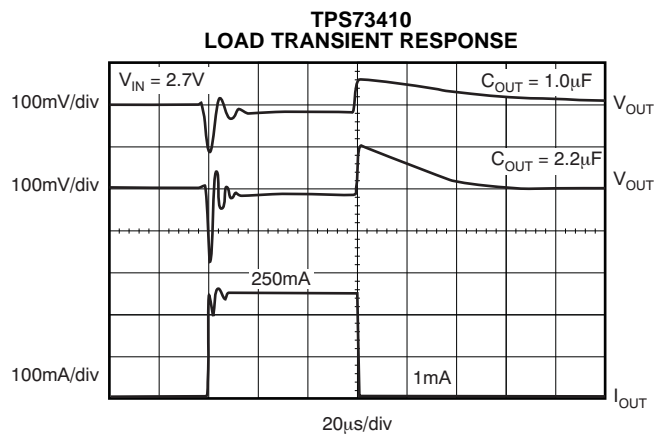 TPS73410
LOAD TRANSIENT RESPONSE
V_IN = 2.7V
C_OUT = 1.0µF
100mV/div
V_OUT
C_OUT = 2.2µF
100mV/div
V_OUT
250mA
100mA/div
1mA
I_OUT
20µs/div